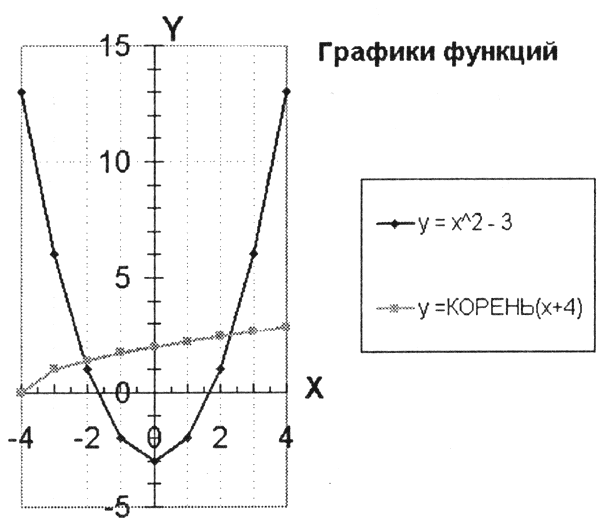 Y
Графики функций
15
10
5
0
-5
-4 -2 0 2 4
X
y = x^2 - 3
y =КОРЕНЬ(x+4)